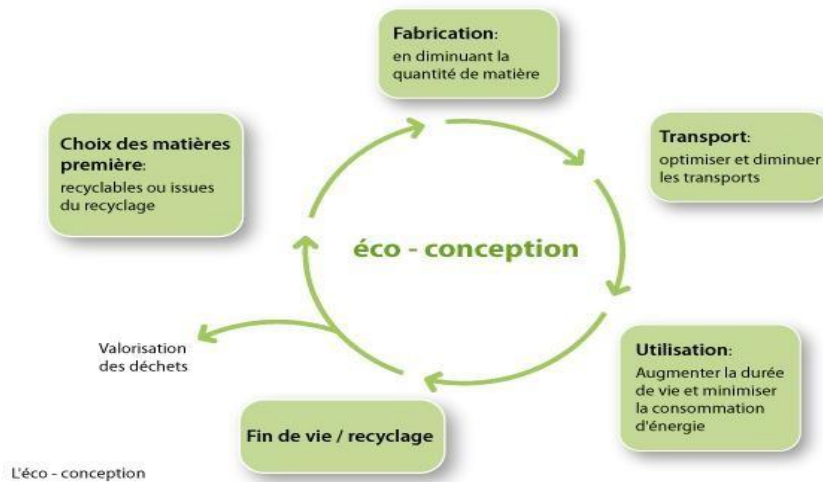 Fabrication:
en diminuant la
quantité de matière
Choix des matières
première:
recyclables ou issues
du recyclage
Transport:
optimiser et diminuer
les transports
éco - conception
Valorisation
des déchets
Utilisation:
Augmenter la durée
de vie et minimiser
la consommation
d'énergie
Fin de vie / recyclage
L'éco - conception